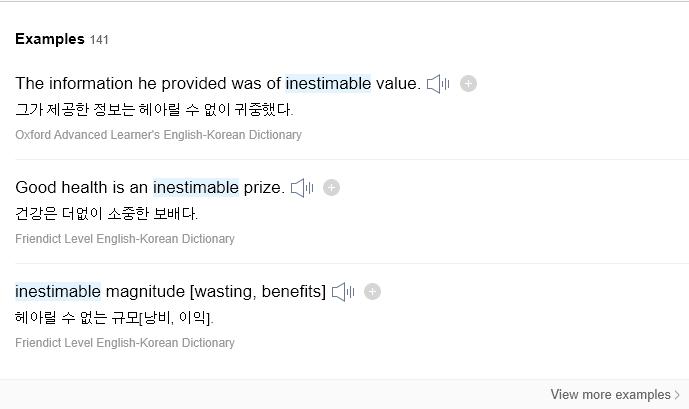 Examples 141
The information he provided was of inestimable value.
그가 제공한 정보는 헤아릴 수 없이 귀중했다.
Oxford Advanced Learner's English-Korean Dictionary
Good health is an inestimable prize.
건강은 더없이 소중한 보배다.
Friendict Level English-Korean Dictionary
inestimable magnitude [wasting, benefits]
헤아릴 수 없는 규모[낭비, 이익].
Friendict Level English-Korean Dictionary
View more examples